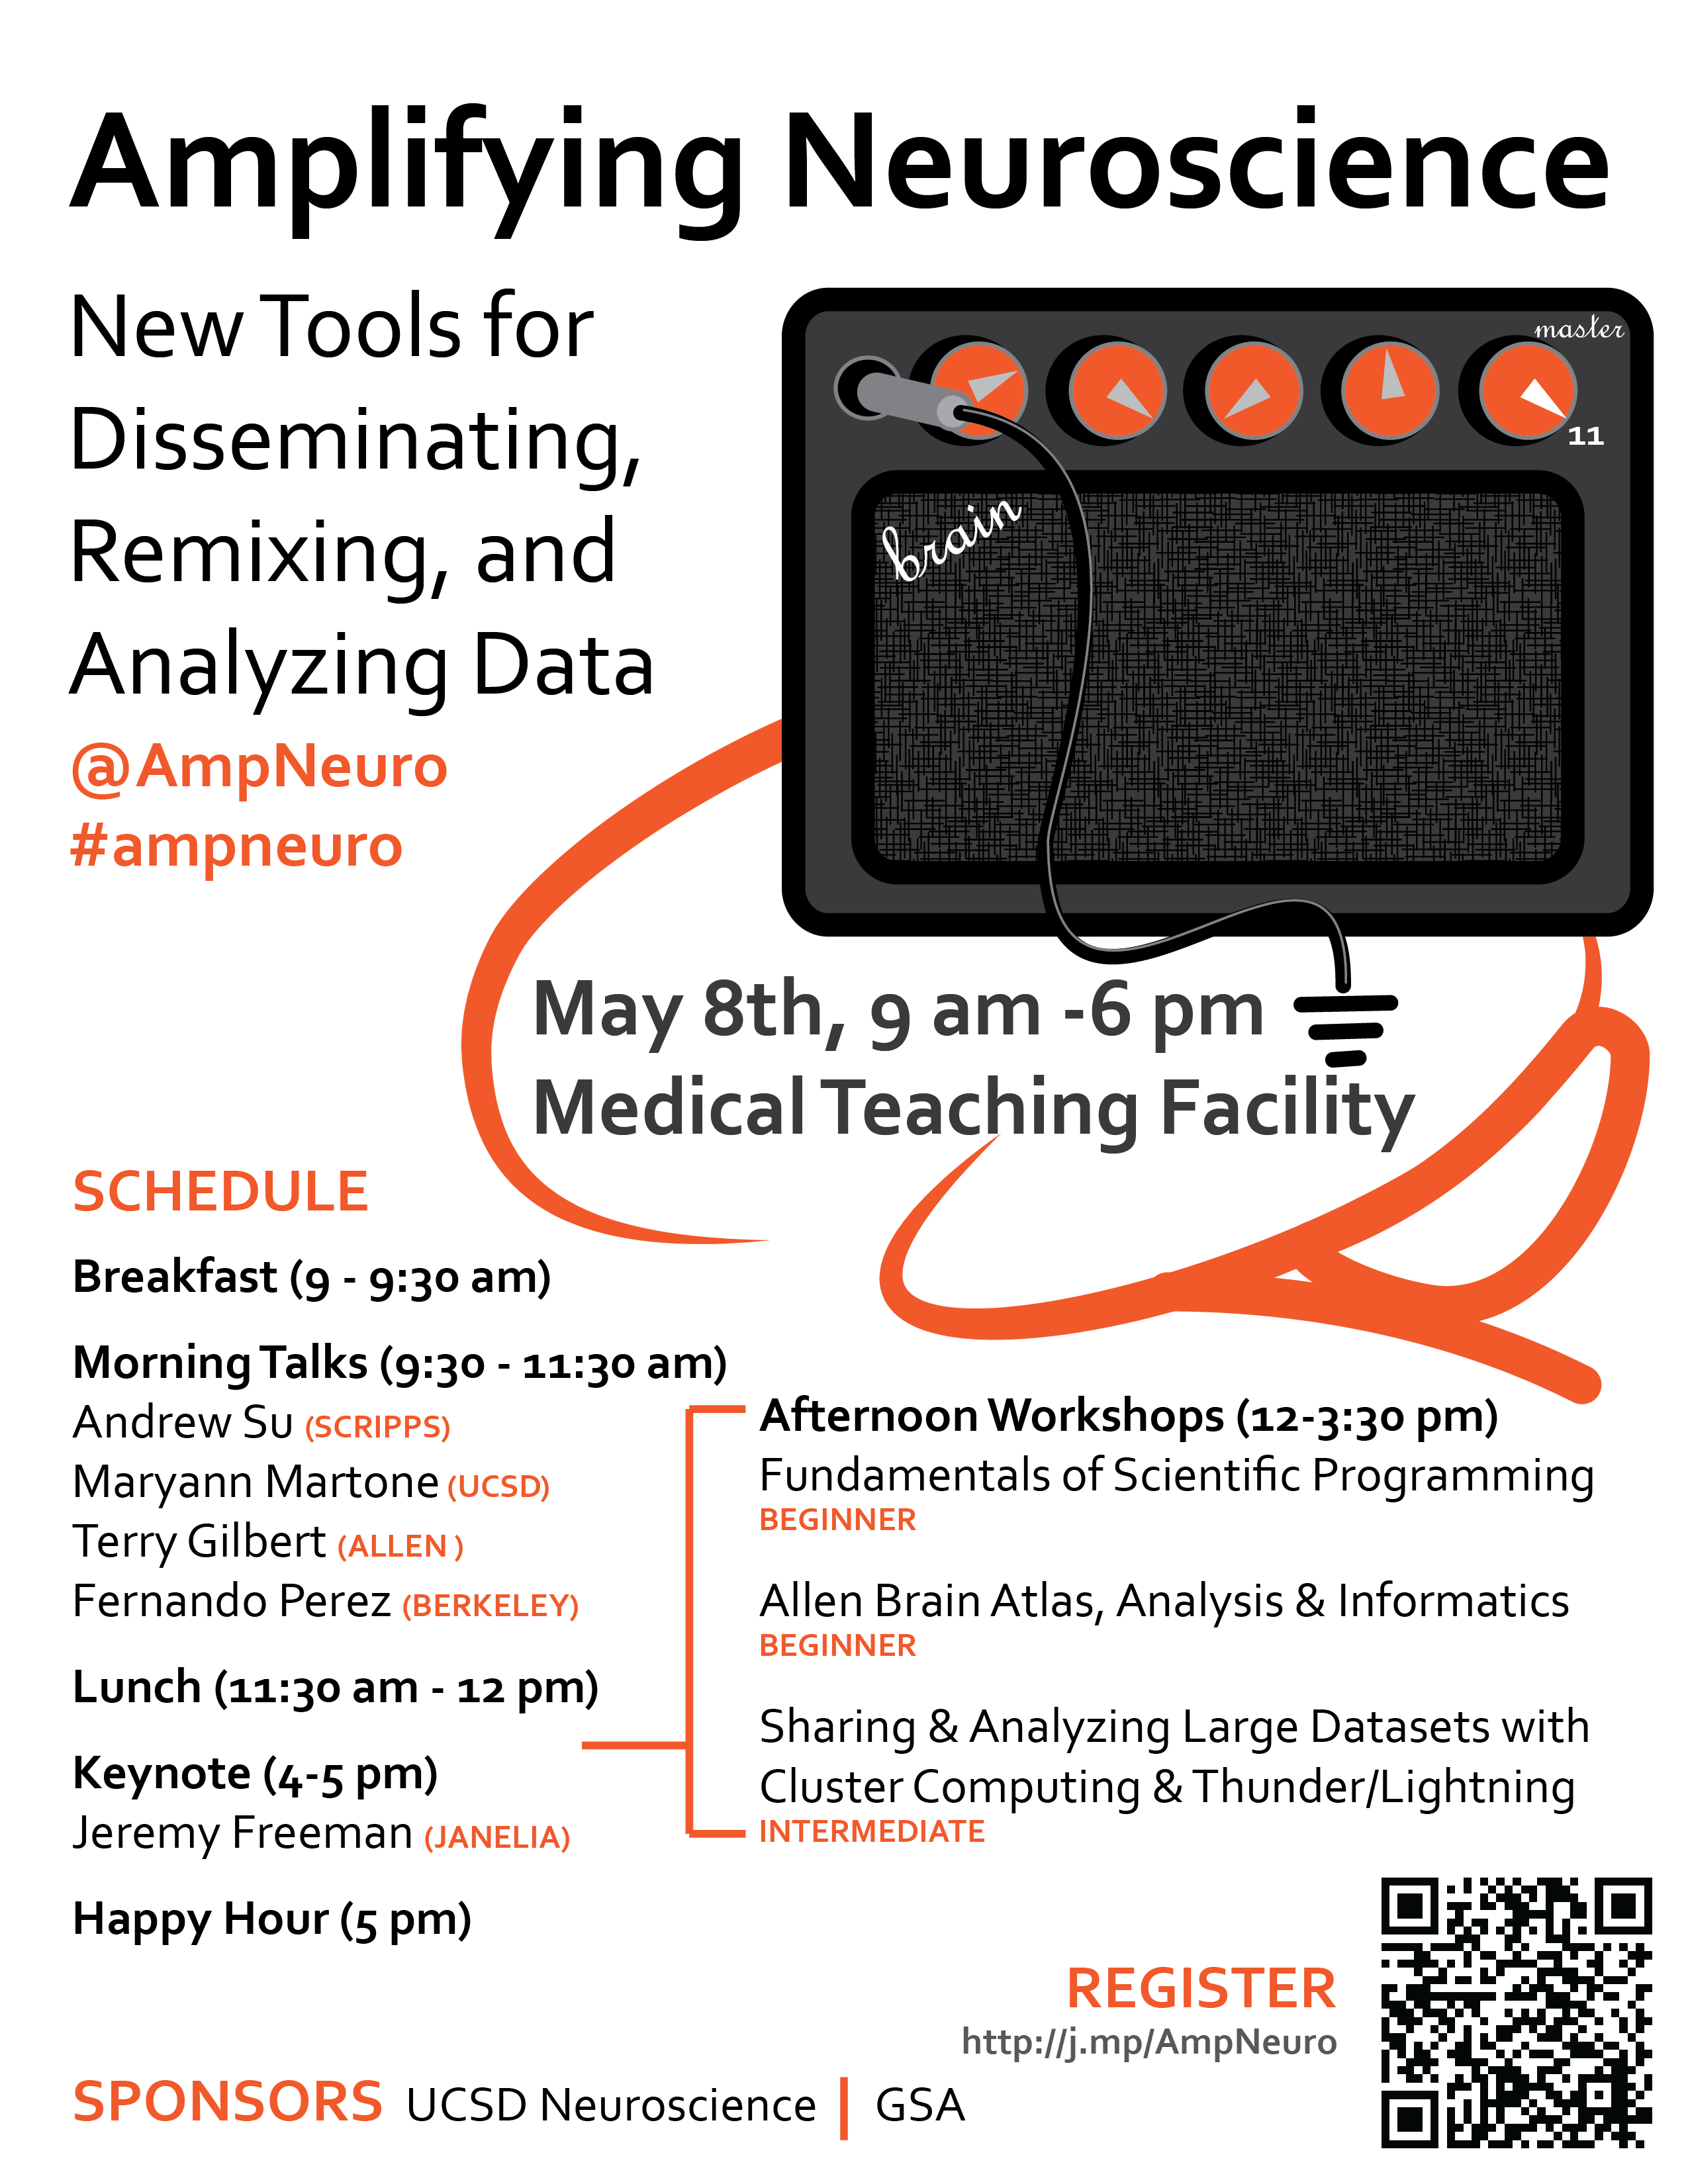 Amplifying Neuroscience
New Tools for
Disseminating,
Remixing, and
Analyzing Data
@AmpNeuro
#ampneuro
master
11
brain
May 8th, 9 am -6 pm
Medical Teaching Facility
SCHEDULE
Breakfast (9 - 9:30 am)
Morning Talks (9:30 - 11:30 am)
Andrew Su (SCRIPPS)
Maryann Martone (UCSD)
Terry Gilbert (ALLEN )
Fernando Perez (BERKELEY)
Lunch (11:30 am - 12 pm)
Afternoon Workshops (12-3:30 pm)
Fundamentals of Scientific Programming
BEGINNER
Allen Brain Atlas, Analysis & Informatics
BEGINNER
Sharing & Analyzing Large Datasets with
Cluster Computing & Thunder/Lightning
INTERMEDIATE
Keynote (4-5 pm)
Jeremy Freeman (JANELIA)
Happy Hour (5 pm)
REGISTER
http://j.mp/AmpNeuro
SPONSORS UCSD Neuroscience | GSA